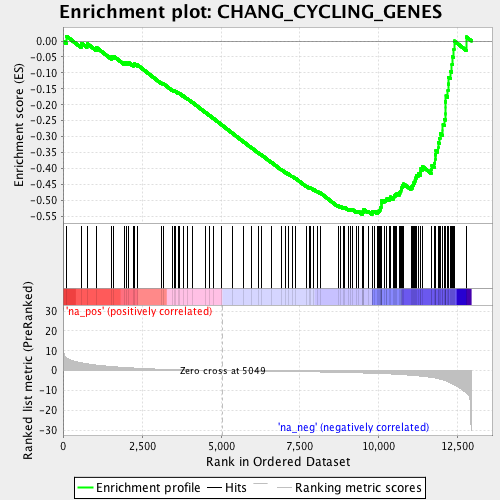 Enrichment plot: CHANG_CYCLING_GENES
Enrichment score (ES)
0.00
-0.05
-0.10
-0.15
-0.20
-0.25
-0.30
-0.35
-0.40
-0.45
-0.50
-0.55
'na_pos' (positively correlated)
Ranked list metric (PreRanked)
30
20
10
0
-10
-20
-30
Zero cross at 5049
'na_neg' (negatively correlated)
0 2,500 5,000 7,500 10,000 12,500
Rank in Ordered Dataset
Enrichment profile Hits Ranking metric scores